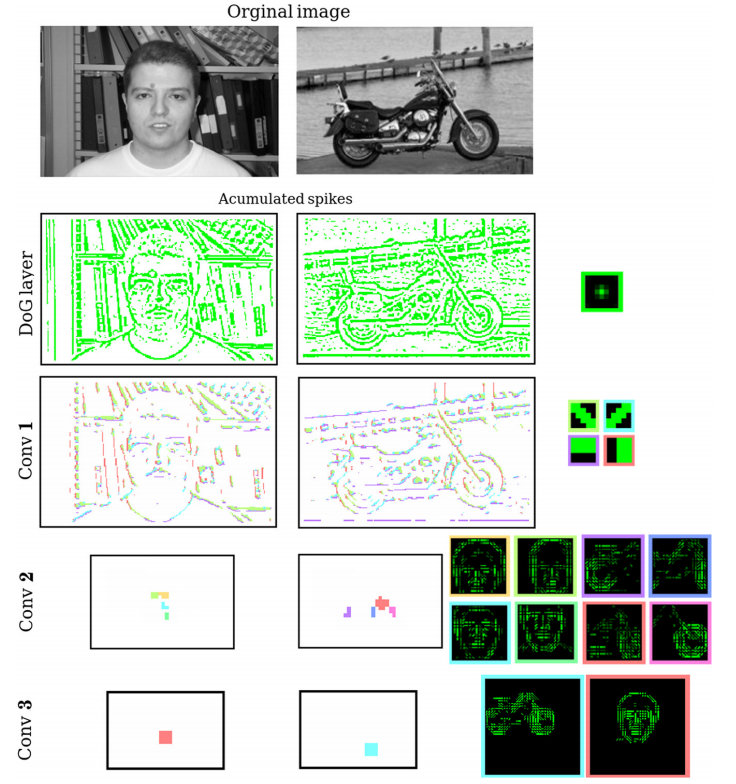 Orginal image
Acumulated spikes
DoG layer
Conv 1
Conv 2
Conv 3